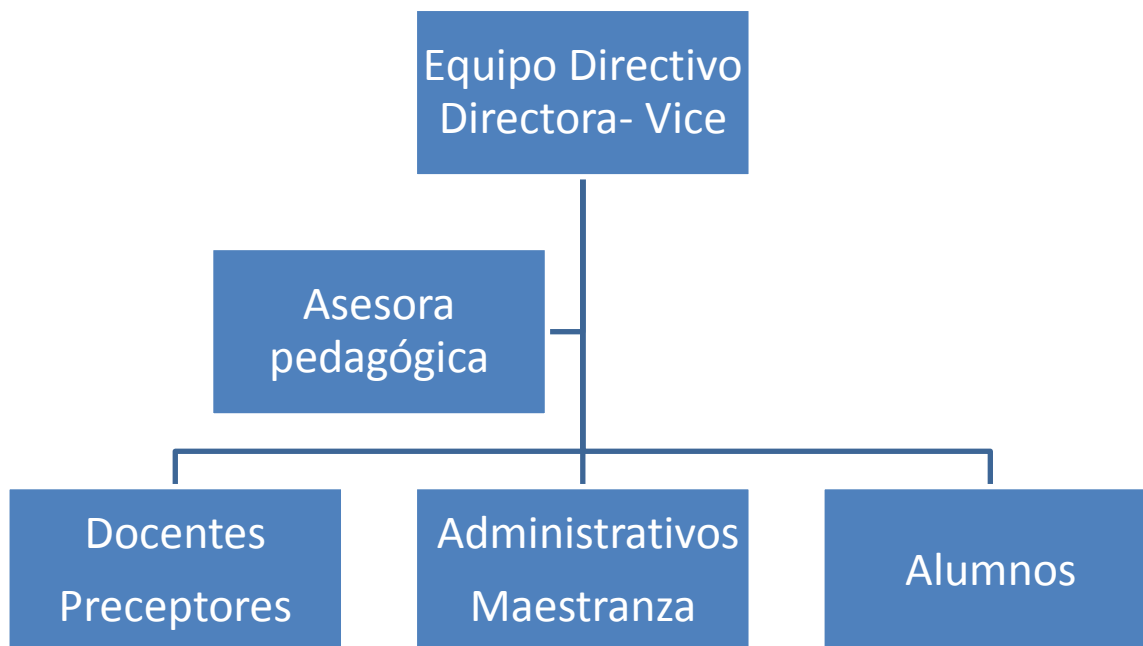 Equipo Directivo
Directora- Vice
Asesora
pedagógica
Docentes
Preceptores
Administrativos
Maestranza
Alumnos